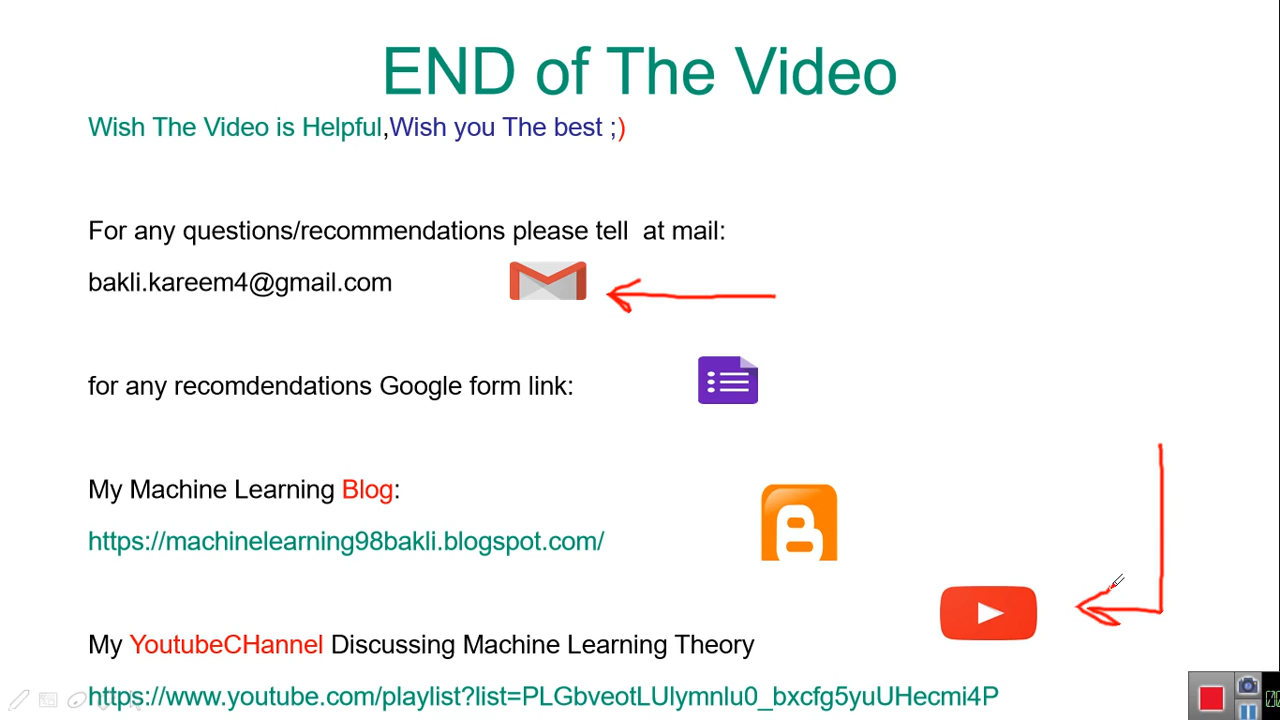 END of The Video
Wish The Video is Helpful,Wish you The best ;)
For any questions/recommendations please tell  at mail:
bakli.kareem4@gmail.com
for any recomdendations Google form link:
My Machine Learning Blog:
https://machinelearning98bakli.blogspot.com/
My YoutubeCHannel Discussing Machine Learning Theory
https://www.youtube.com/playlist?list=PLGbveotLUlymnlu0_bxcfg5yuUHecmi4P